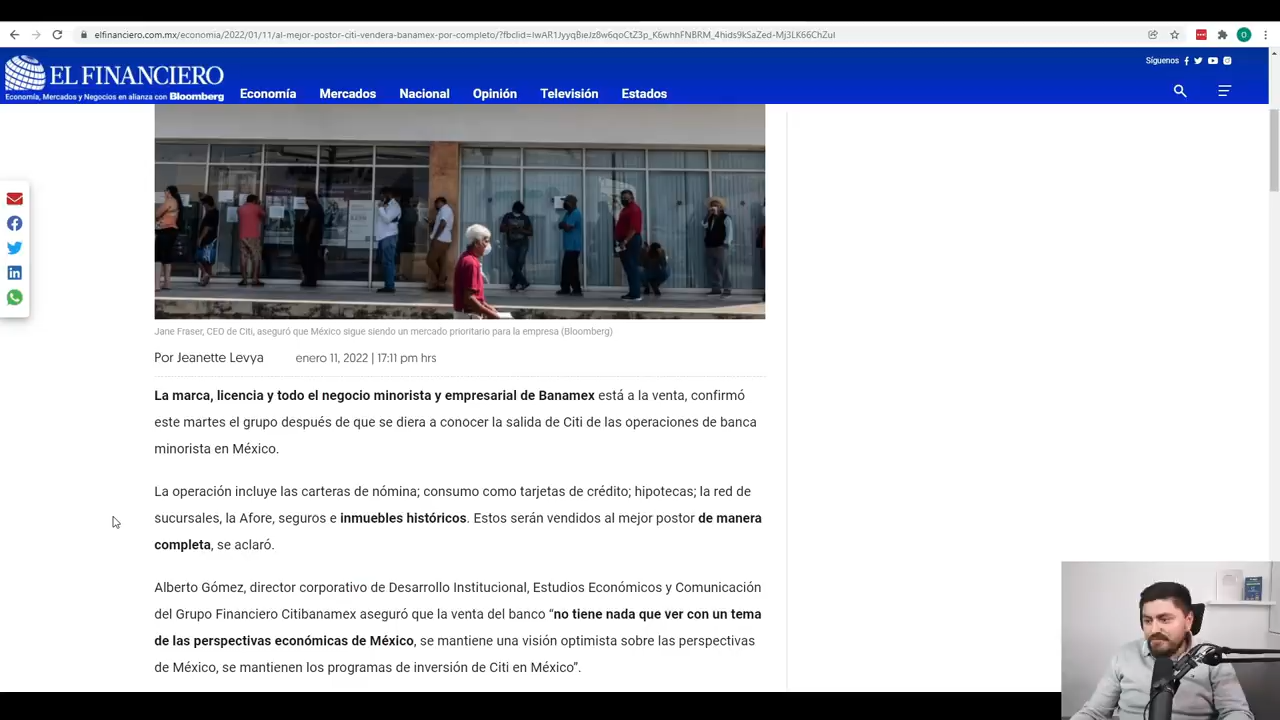 elfinanciero.com.mx/economia/2022/01/11/al-mejor-postor-citi-vendera-banamex-por-completo/?fbclid=IwAR1JyyqBieJz8w6qoCtZ3p_K6whhFNBRM_4hids9kSaZed-Mj3LK66ChZuI
EL FINANCIERO
Economía, Mercados y Negocios en alianza con Bloomberg
Economía Mercados Nacional Opinión Televisión Estados
Síguenos
Jane Fraser, CEO de Citi, aseguró que México sigue siendo un mercado prioritario para la empresa (Bloomberg)
Por Jeanette Levya enero 11, 2022 | 17:11 pm hrs
La marca, licencia y todo el negocio minorista y empresarial de Banamex está a la venta, confirmó
este martes el grupo después de que se diera a conocer la salida de Citi de las operaciones de banca
minorista en México.
La operación incluye las carteras de nómina; consumo como tarjetas de crédito; hipotecas; la red de
sucursales, la Afore, seguros e inmuebles históricos. Estos serán vendidos al mejor postor de manera
completa, se aclaró.
Alberto Gómez, director corporativo de Desarrollo Institucional, Estudios Económicos y Comunicación
del Grupo Financiero Citibanamex aseguró que la venta del banco “no tiene nada que ver con un tema
de las perspectivas económicas de México, se mantiene una visión optimista sobre las perspectivas
de México, se mantienen los programas de inversión de Citi en México”.